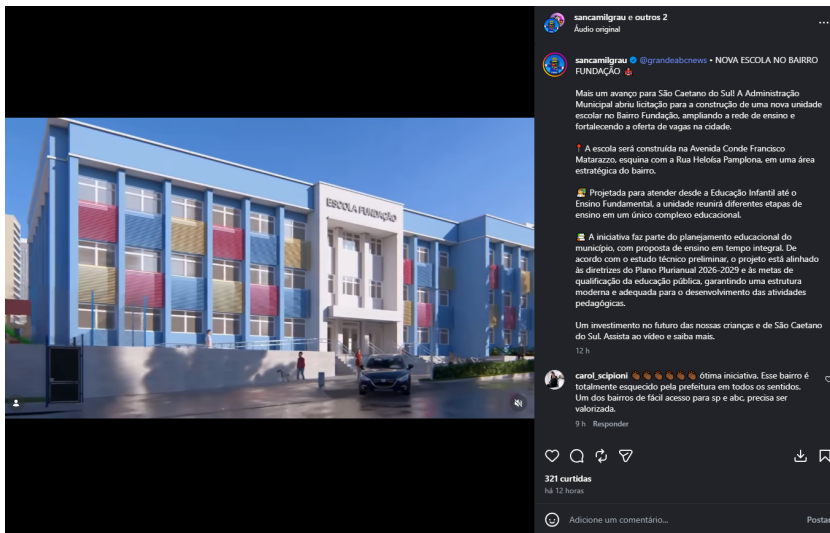 ESCOLA FUNDAÇÃO
sancamilgrau e outros 2
Áudio original
sancamilgrau @grandeabcnews • NOVA ESCOLA NO BAIRRO
FUNDAÇÃO
Mais um avanço para São Caetano do Sul! A Administração
Municipal abriu licitação para a construção de uma nova unidade
escolar no Bairro Fundação, ampliando a rede de ensino e
fortalecendo a oferta de vagas na cidade.
📍 A escola será construída na Avenida Conde Francisco
Matarazzo, esquina com a Rua Heloísa Pamplona, em uma área
estratégica do bairro.
Projetada para atender desde a Educação Infantil até o
Ensino Fundamental, a unidade reunirá diferentes etapas de
ensino em um único complexo educacional.
📚 A iniciativa faz parte do planejamento educacional do
município, com proposta de ensino em tempo integral. De
acordo com o estudo técnico preliminar, o projeto está alinhado
às diretrizes do Plano Plurianual 2026-2029 e às metas de
qualificação da educação pública, garantindo uma estrutura
moderna e adequada para o desenvolvimento das atividades
pedagógicas.
Um investimento no futuro das nossas crianças e de São Caetano
do Sul. Assista ao vídeo e saiba mais.
12 h
carol_scipioni 👏🏾👏🏾👏🏾👏🏾👏🏾👏🏾 ótima iniciativa. Esse bairro é
totalmente esquecido pela prefeitura em todos os sentidos.
Um dos bairros de fácil acesso para sp e abc, precisa ser
valorizada.
9 h Responder
321 curtidas
há 12 horas
Adicione um comentário... Postar